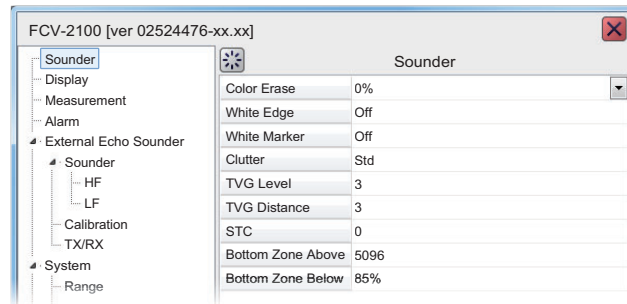 FCV-2100 [ver 02524476-xx.xx]
Sounder
Display
Measurement
Alarm
External Echo Sounder
Sounder
HF
LF
Calibration
TX/RX
System
Range
Sounder
Color Erase 0%
White Edge Off
White Marker Off
Clutter Std
TVG Level 3
TVG Distance 3
STC 0
Bottom Zone Above 5096
Bottom Zone Below 85%